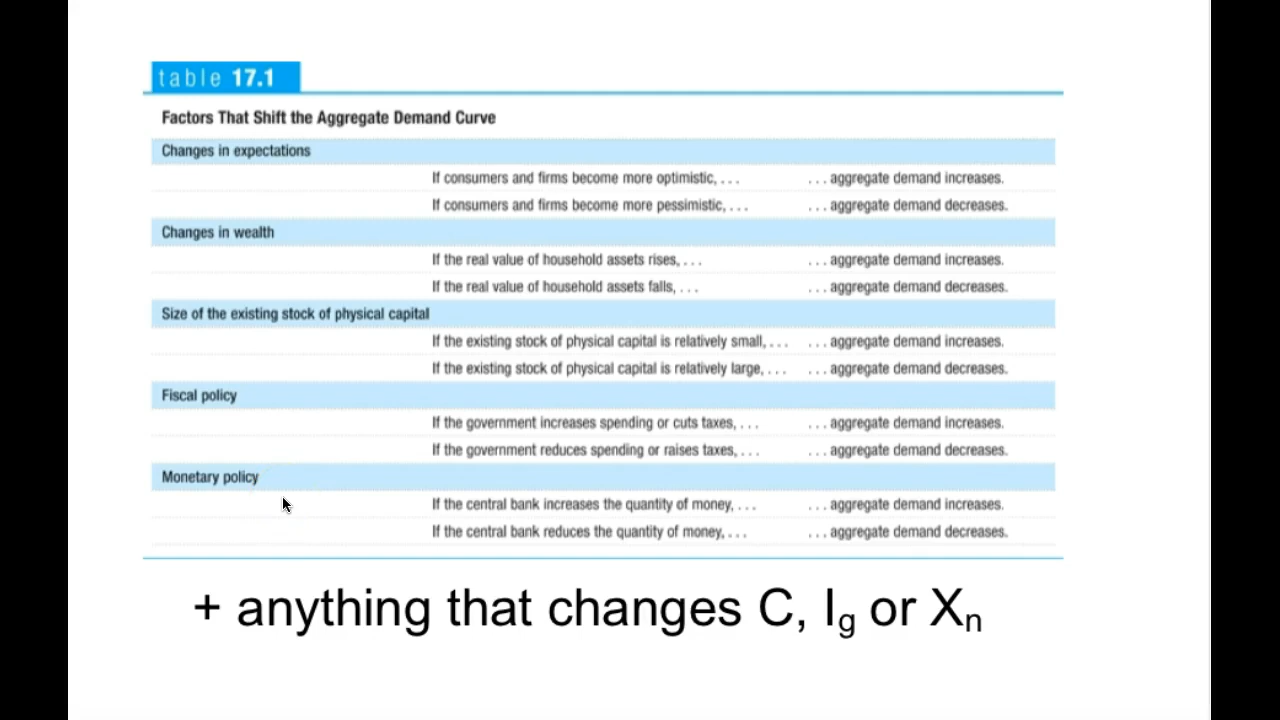 table 17.1
Factors That Shift the Aggregate Demand Curve
Changes in expectations
If consumers and firms become more optimistic, . . . . . . aggregate demand increases.
If consumers and firms become more pessimistic, . . . . . . aggregate demand decreases.
Changes in wealth
If the real value of household assets rises, . . . . . . aggregate demand increases.
If the real value of household assets falls, . . . . . . aggregate demand decreases.
Size of the existing stock of physical capital
If the existing stock of physical capital is relatively small, . . . . . . aggregate demand increases.
If the existing stock of physical capital is relatively large, . . . . . . aggregate demand decreases.
Fiscal policy
If the government increases spending or cuts taxes, . . . . . . aggregate demand increases.
If the government reduces spending or raises taxes, . . . . . . aggregate demand decreases.
Monetary policy
If the central bank increases the quantity of money, . . . . . . aggregate demand increases.
If the central bank reduces the quantity of money, . . . . . . aggregate demand decreases.
+ anything that changes C, Ig or Xn